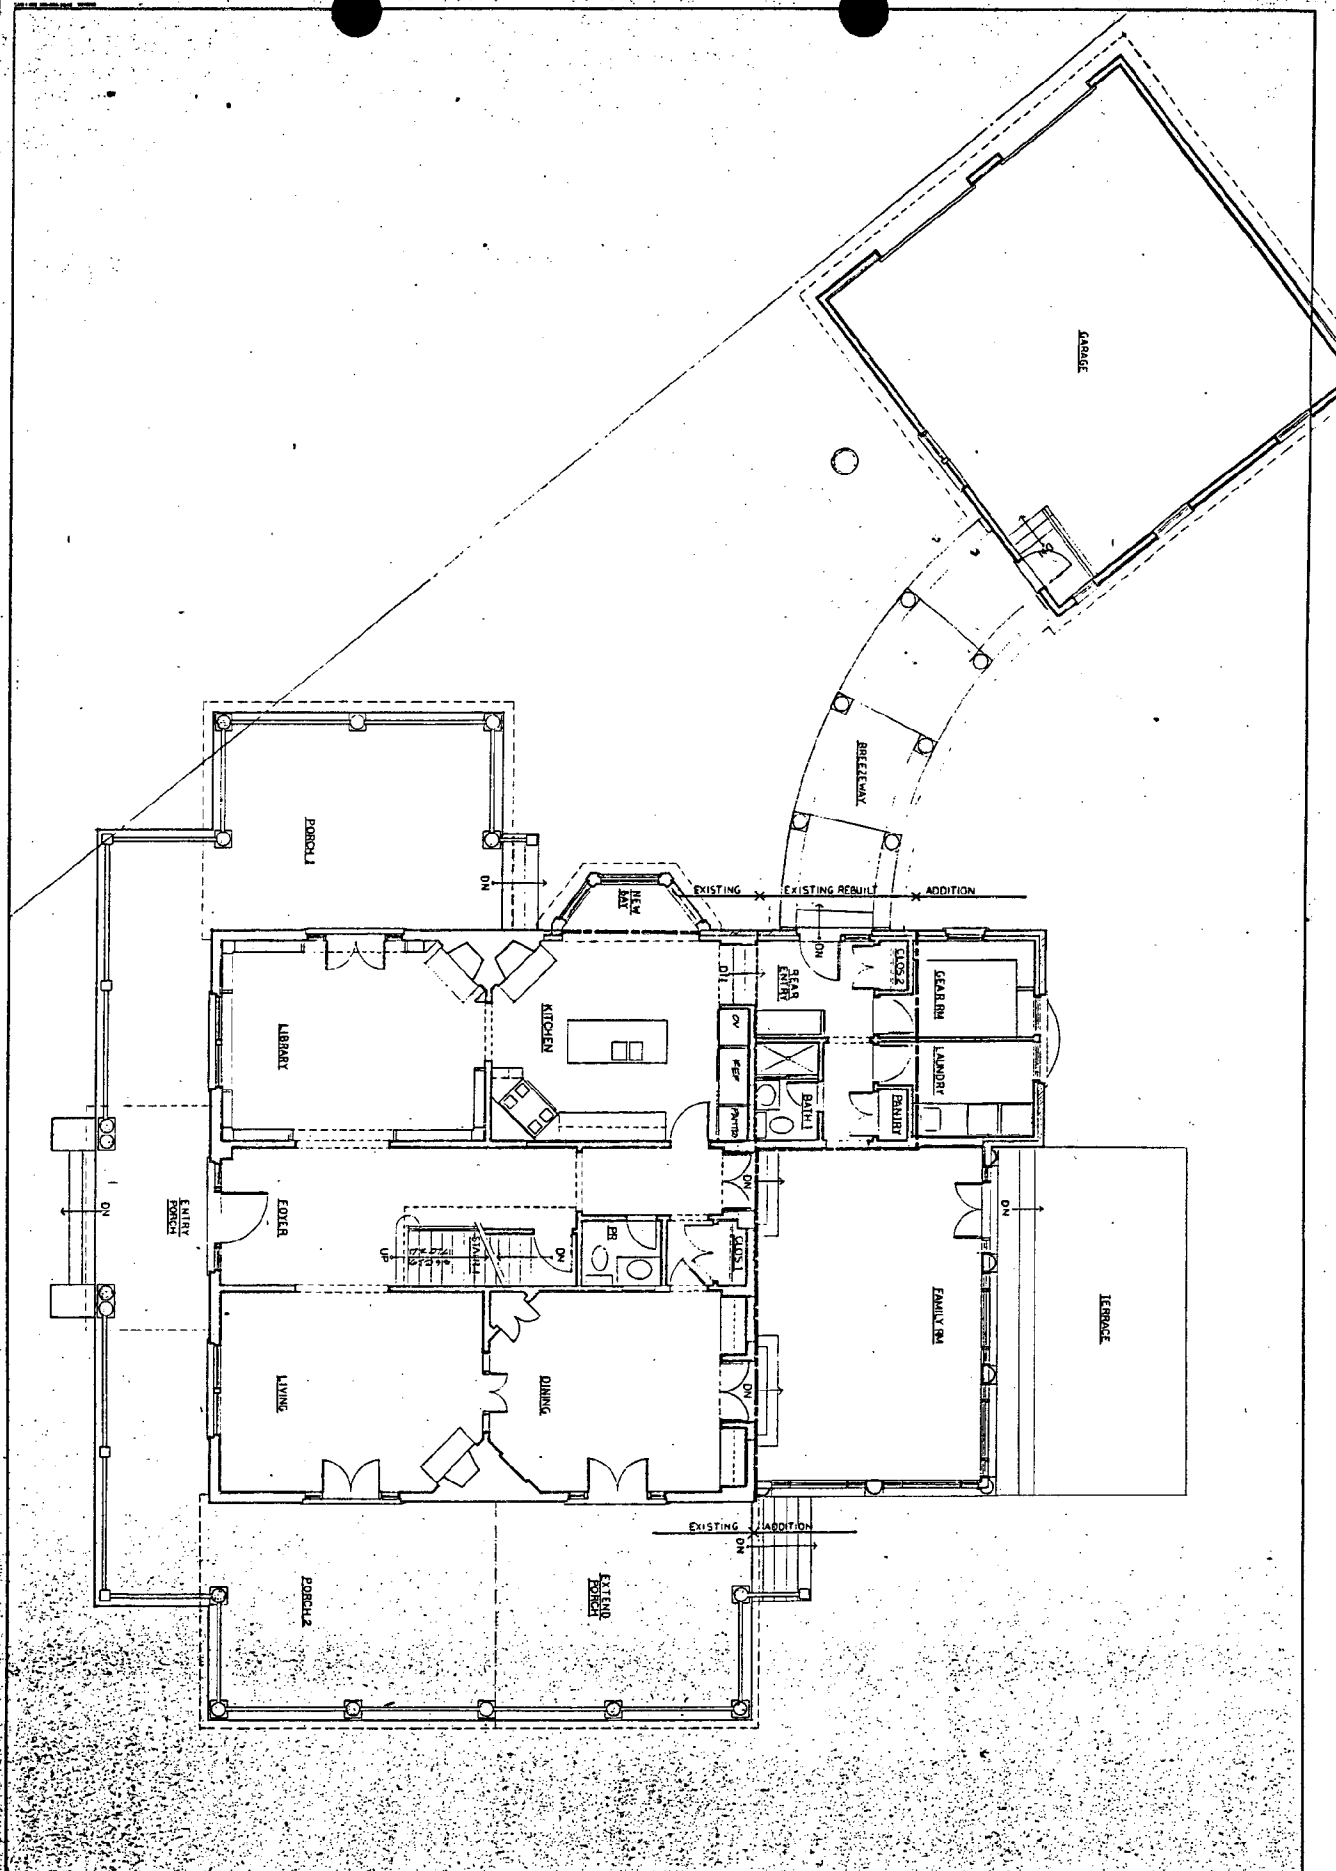 GARAGE
BREEZEWAY
PORCH 1
DN
NEW
BAY
EXISTING
EXISTING REBUILT
ADDITION
DN
CLOS 2
REAR
ENTRY
GEAR RM
DN
KITCHEN
LIBRARY
OV
REF
LAUNDRY
BATH 1
PANTRY
PANTRY
ENTRY
PORCH
DN
FOYER
DN
DN
PR
CLOS 1
UP
DN
FAMILY RM
TERRACE
LIVING
DINING
DN
EXISTING
ADDITION
DN
PORCH 2
EXTEND
PORCH